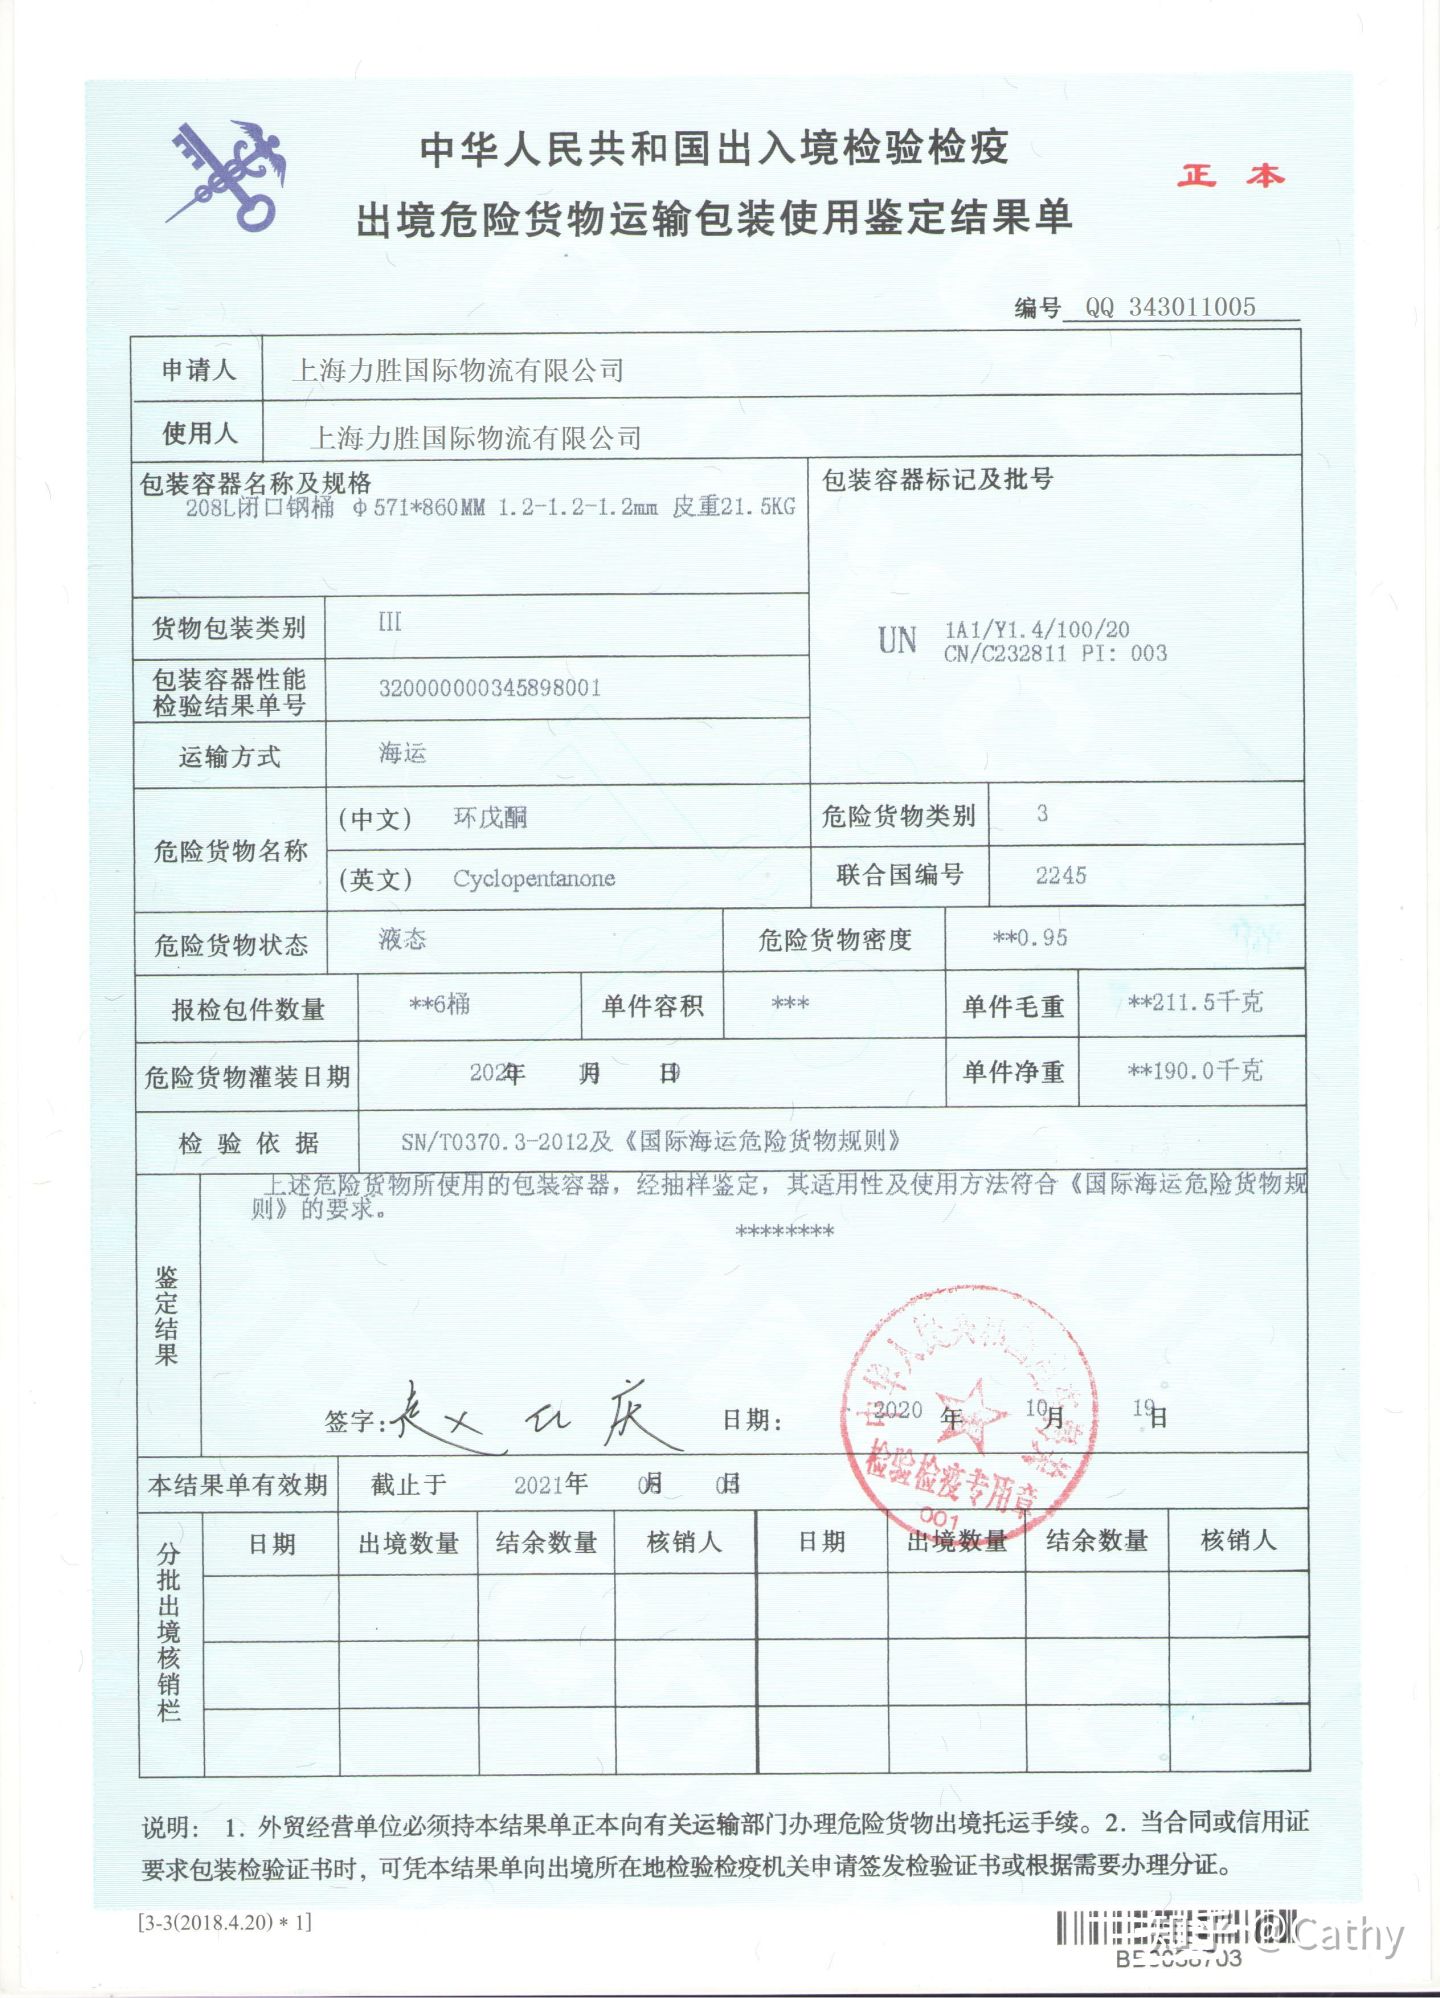 中华人民共和国出入境检验检疫
出境危险货物运输包装使用鉴定结果单
正 本
编号 QQ 343011005
申请人 上海力胜国际物流有限公司
使用人 上海力胜国际物流有限公司
包装容器名称及规格
208L闭口钢桶 φ571*860MM 1.2-1.2-1.2mm 皮重21.5KG
包装容器标记及批号
UN 1A1/Y1.4/100/20
CN/C232811 PI: 003
货物包装类别 III
包装容器性能
检验结果单号
320000000345898001
运输方式 海运
危险货物名称
(中文) 环戊酮
危险货物类别 3
(英文) Cyclopentanone
联合国编号 2245
危险货物状态 液态 危险货物密度 **0.95
报检包件数量 **6桶 单件容积 *** 单件毛重 **211.5千克
危险货物灌装日期 2020年 10月 19日 单件净重 **190.0千克
检验依据 SN/T0370.3-2012及《国际海运危险货物规则》
鉴定结果
上述危险货物所使用的包装容器，经抽样鉴定，其适用性及使用方法符合《国际海运危险货物规
则》的要求。
********
签字: 日期: 2020 年 10月 19日
检验检疫专用章
001
本结果单有效期 截止于 2021年 月 日
分批出境核销栏
日期 出境数量 结余数量 核销人 日期 出境数量 结余数量 核销人
说明： 1. 外贸经营单位必须持本结果单正本向有关运输部门办理危险货物出境托运手续。2. 当合同或信用证
要求包装检验证书时，可凭本结果单向出境所在地检验检疫机关申请签发检验证书或根据需要办理分证。
[3-3(2018.4.20) * 1]
知乎 @Cathy